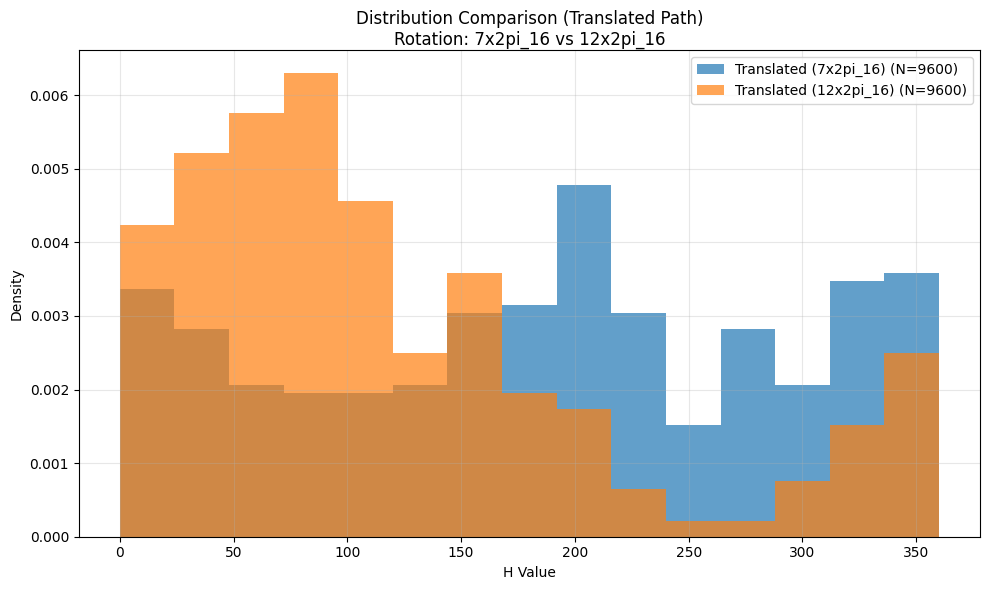 Distribution Comparison (Translated Path)
Rotation: 7x2pi_16 vs 12x2pi_16
Translated (7x2pi_16) (N=9600)
Translated (12x2pi_16) (N=9600)
0.006
0.005
0.004
0.003
0.002
0.001
0.000
Density
0 50 100 150 200 250 300 350
H Value